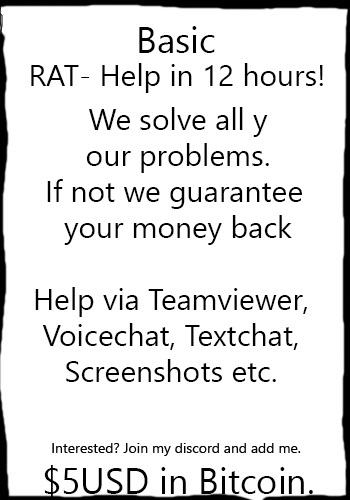 Basic
RAT- Help in 12 hours!
We solve all y
our problems.
If not we guarantee
your money back
Help via Teamviewer,
Voicechat, Textchat,
Screenshots etc.
Interested? Join my discord and add me.
$5USD in Bitcoin.